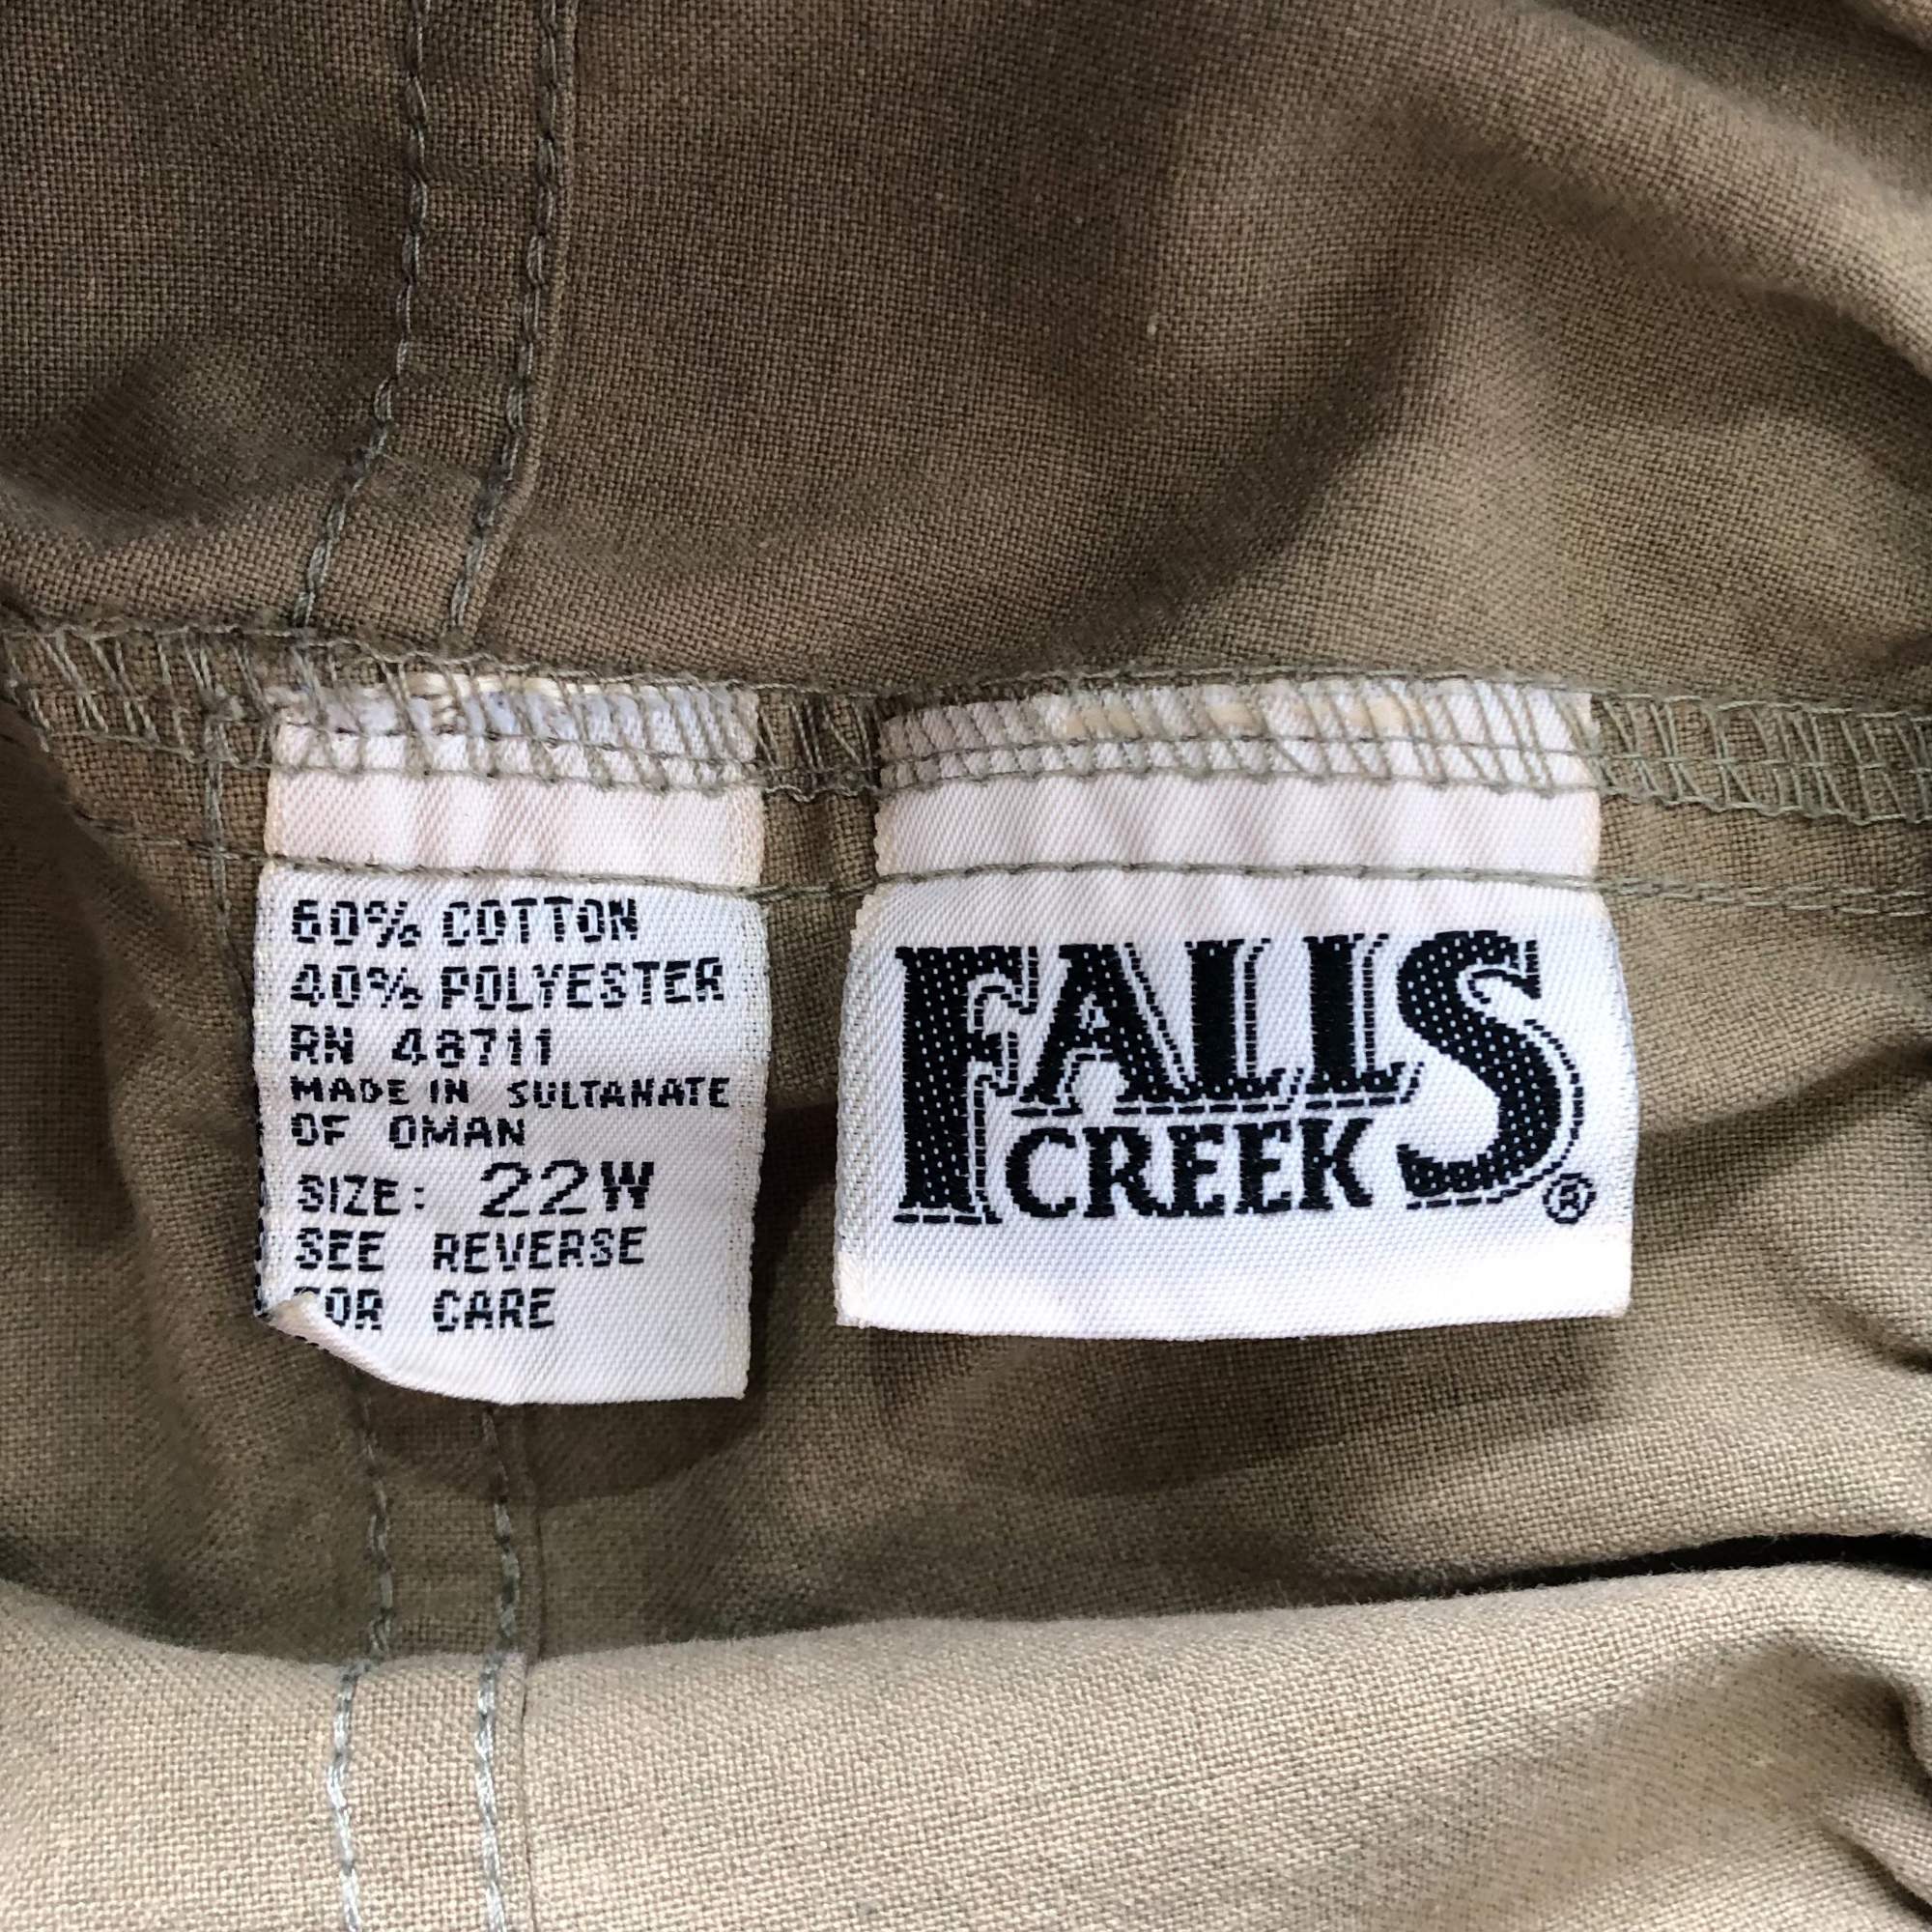 60% COTTON
40% POLYESTER
RN 48711
MADE IN SULTANATE
OF OMAN
SIZE: 22W
SEE REVERSE
FOR CARE
FALLS
CREEK
®